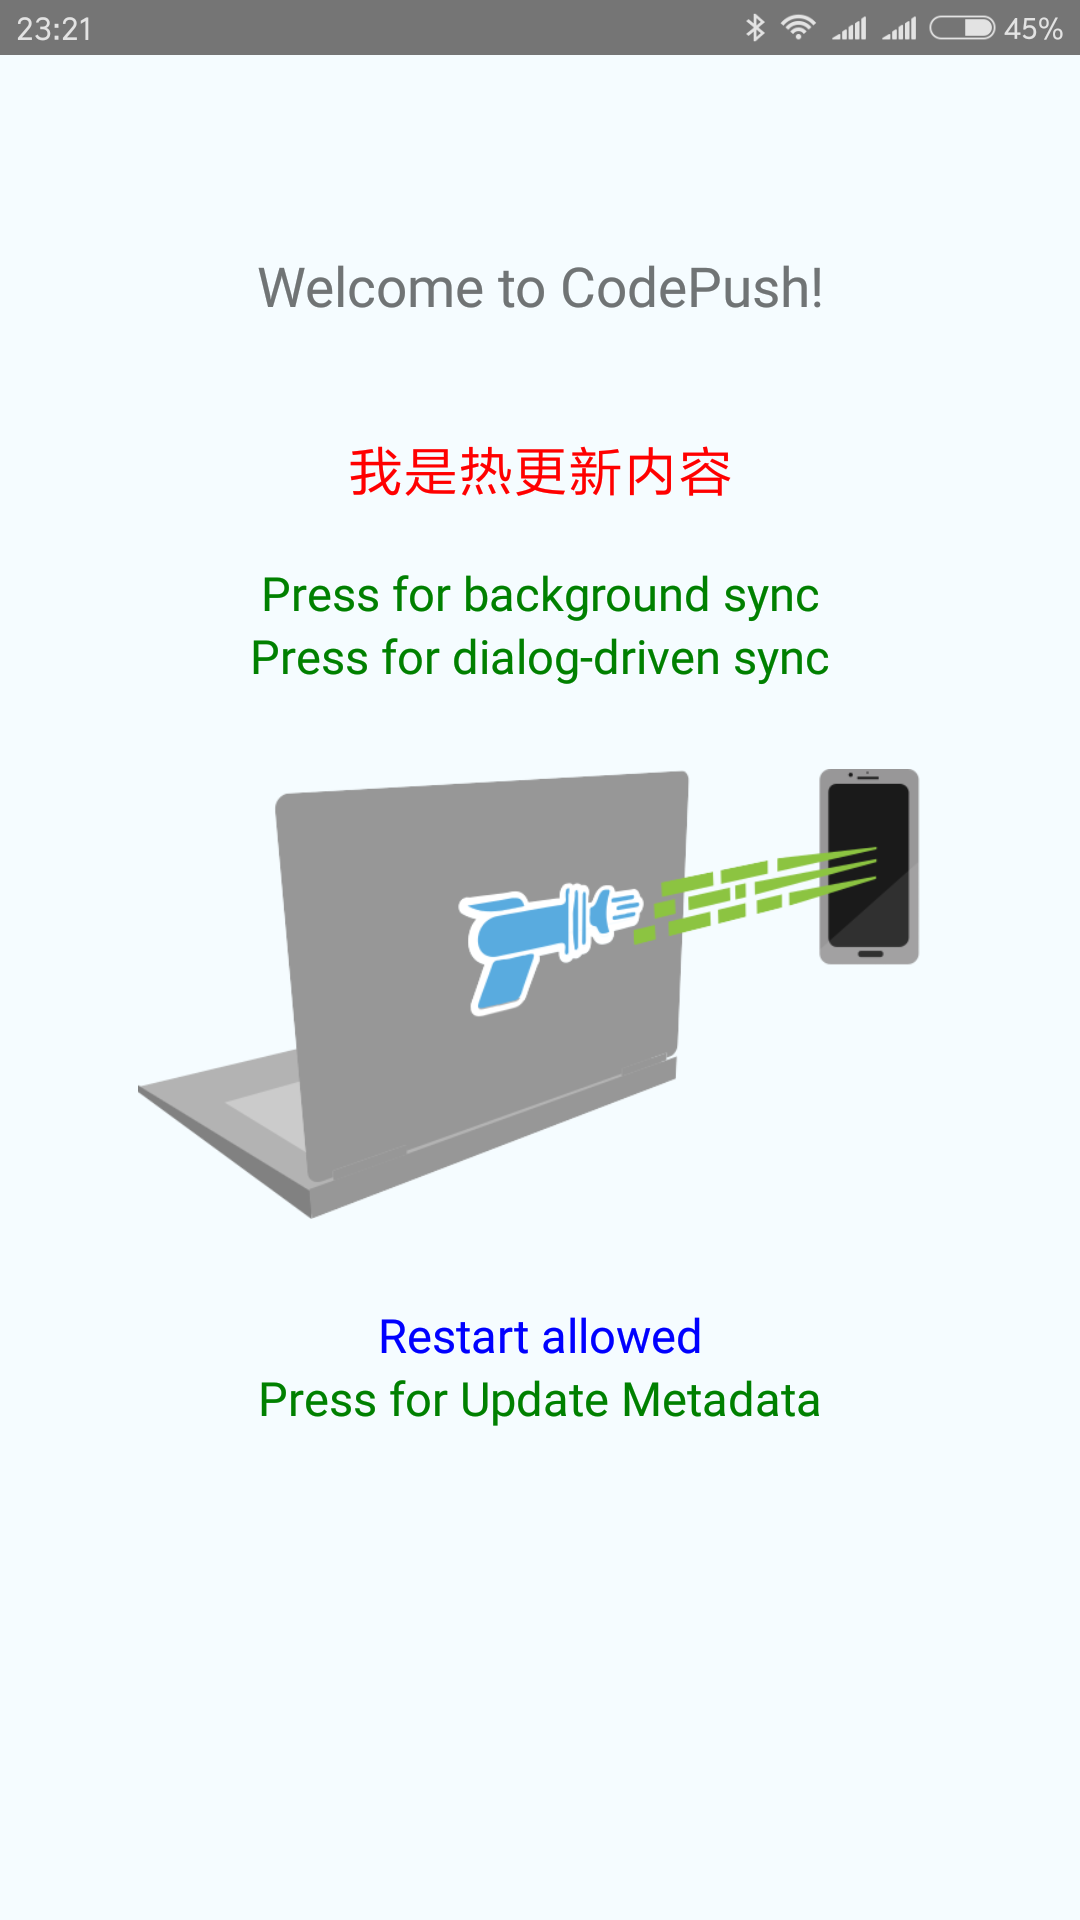 23:21
45%
Welcome to CodePush!
我是热更新内容
Press for background sync
Press for dialog-driven sync
Restart allowed
Press for Update Metadata